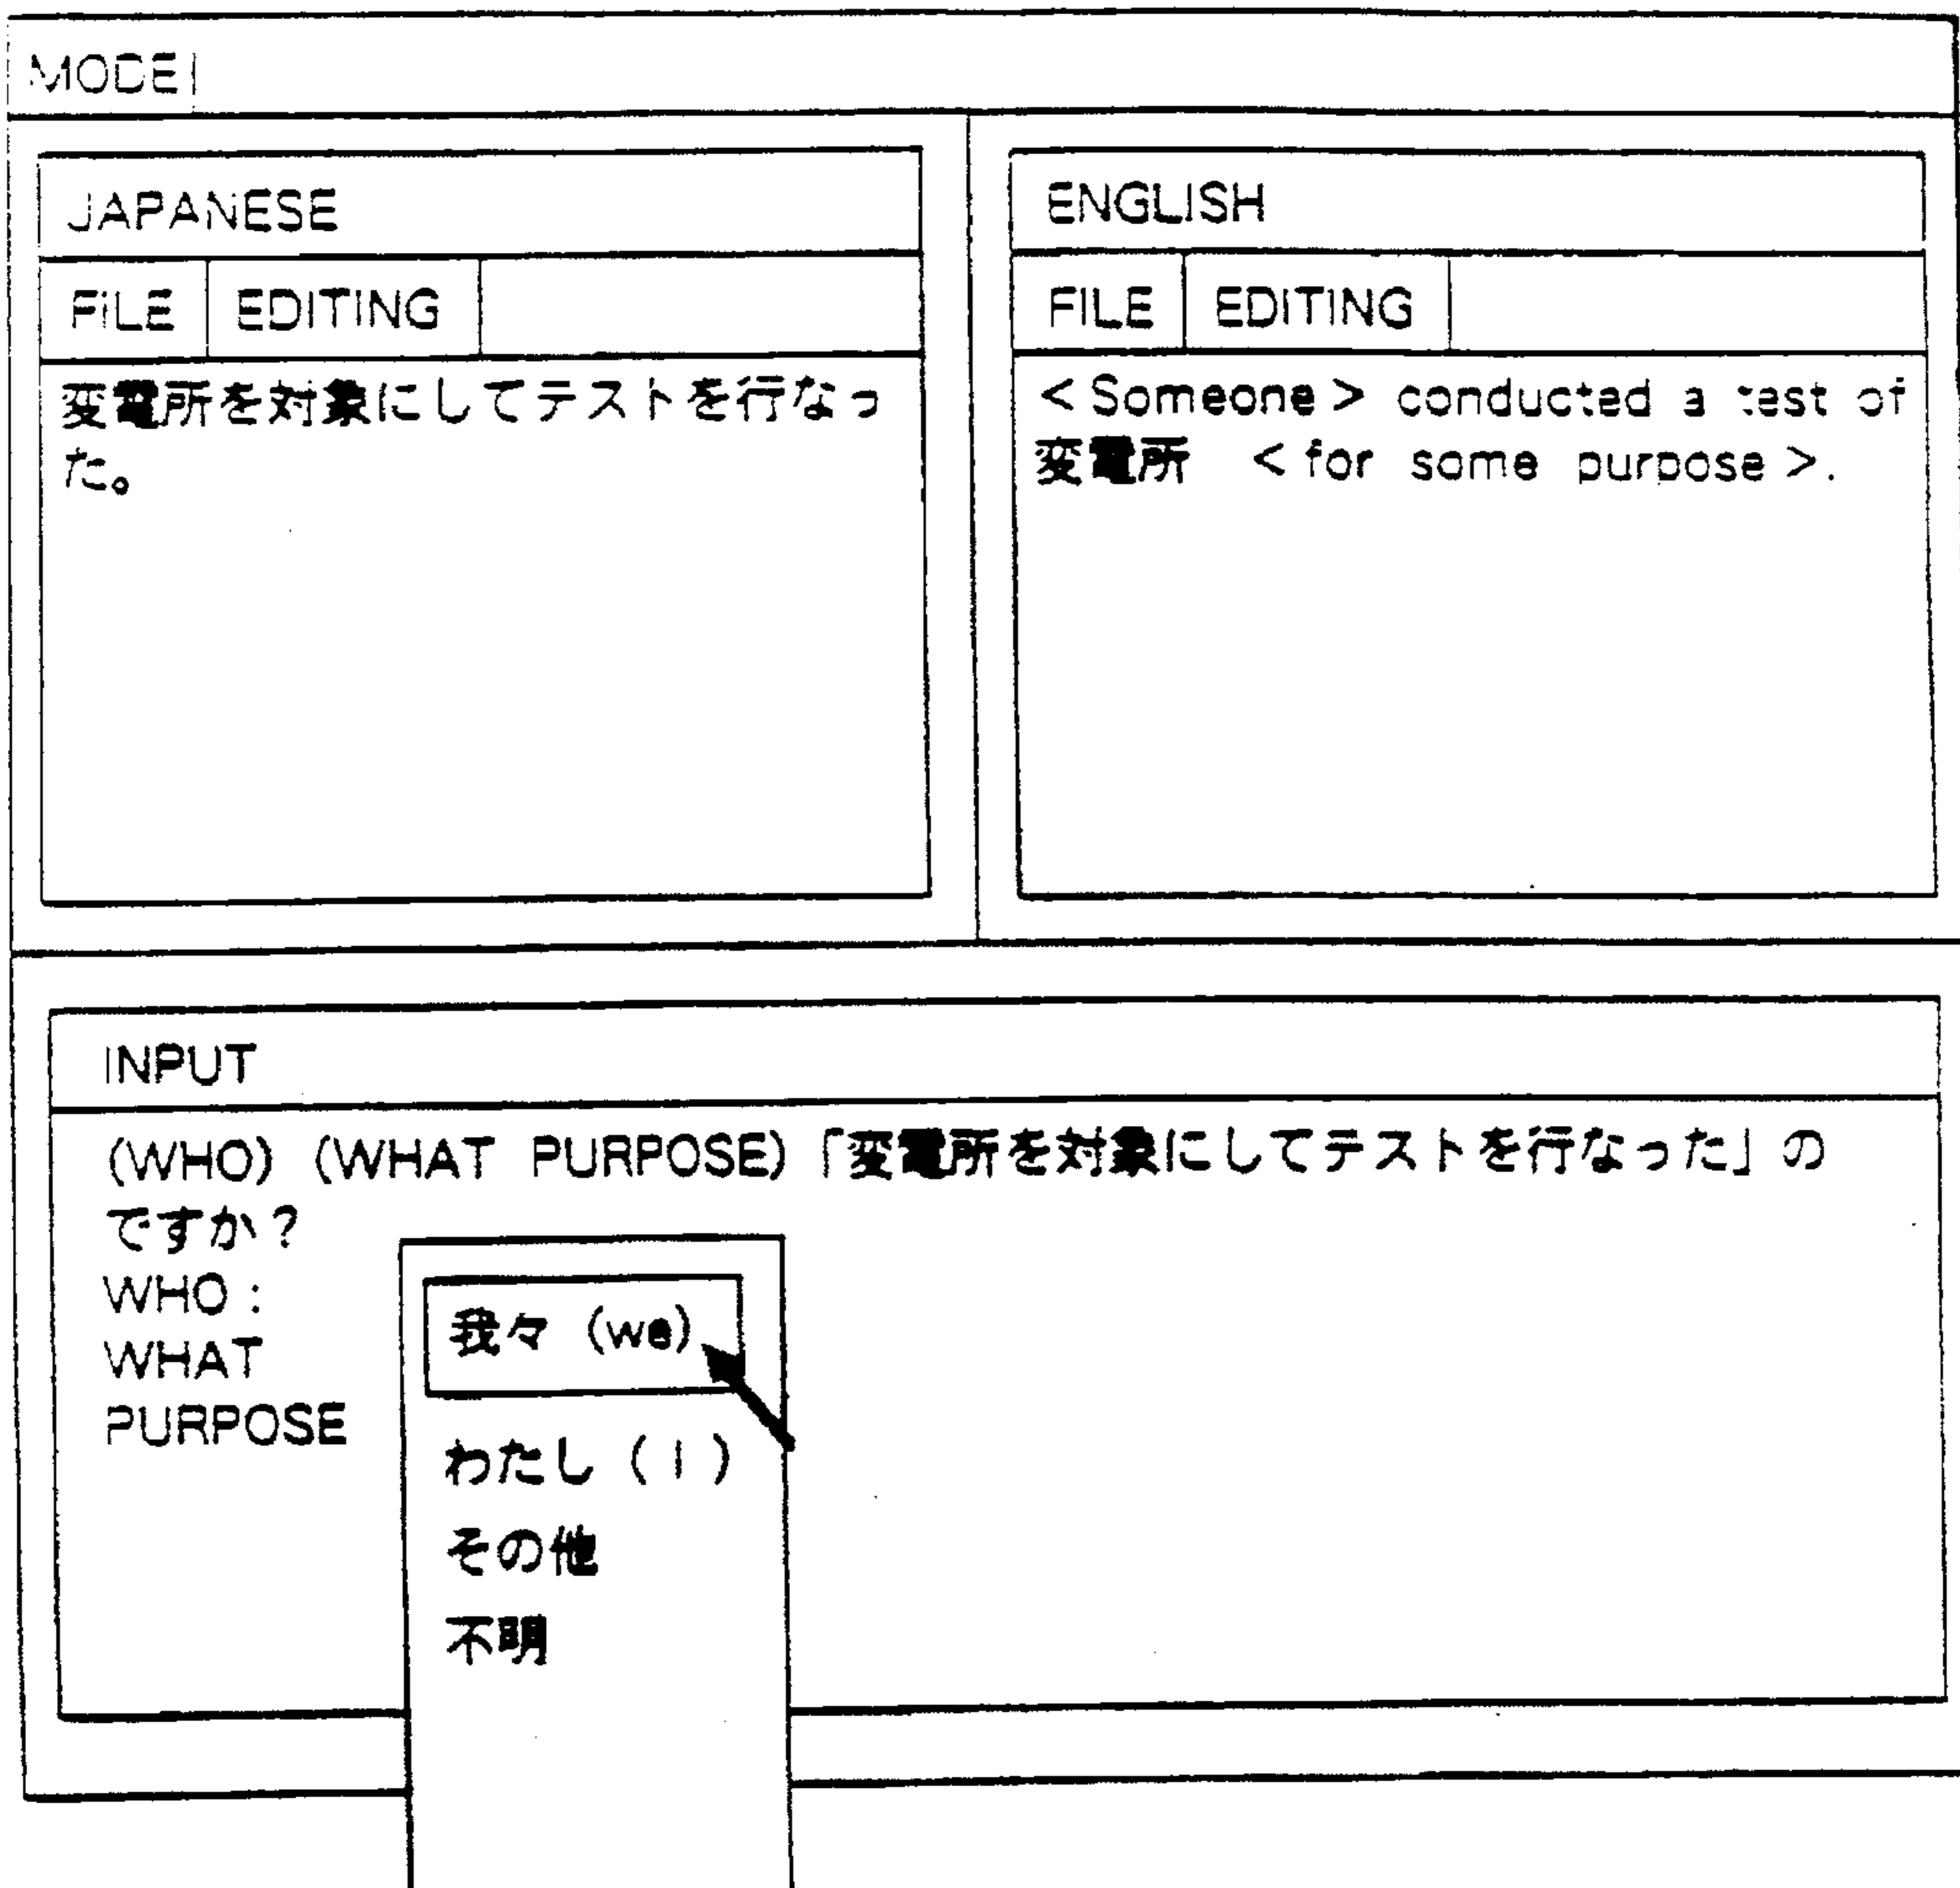 MODE
JAPANESE
FILE EDITING
変電所を対象にしてテストを行なっ
た。
ENGLISH
FILE EDITING
<Someone> conducted a test of
変電所 <for some purpose>.
INPUT
(WHO) (WHAT PURPOSE)「変電所を対象にしてテストを行なった」の
ですか？
WHO :
WHAT
PURPOSE
我々 (we)
わたし (I)
その他
不明